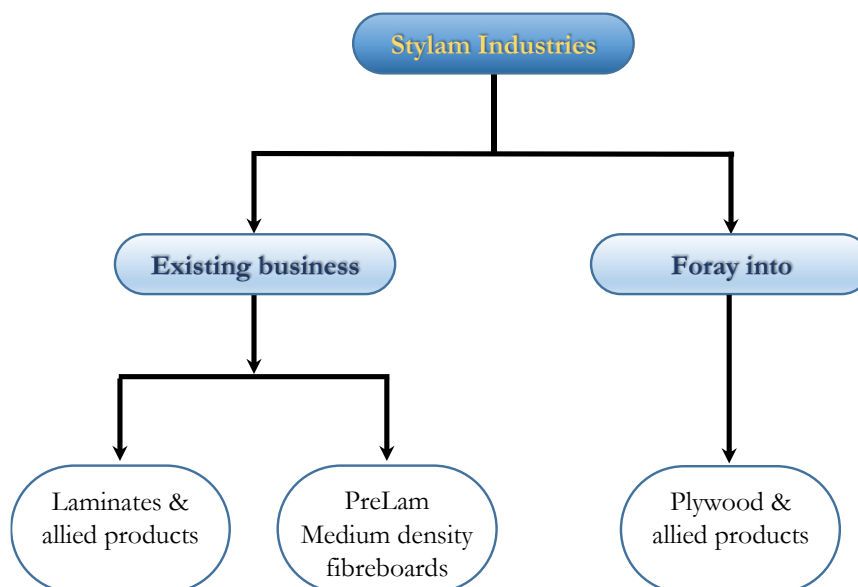 Stylam Industries
Existing business
Foray into
Laminates &
allied products
PreLam
Medium density
fibreboards
Plywood &
allied products